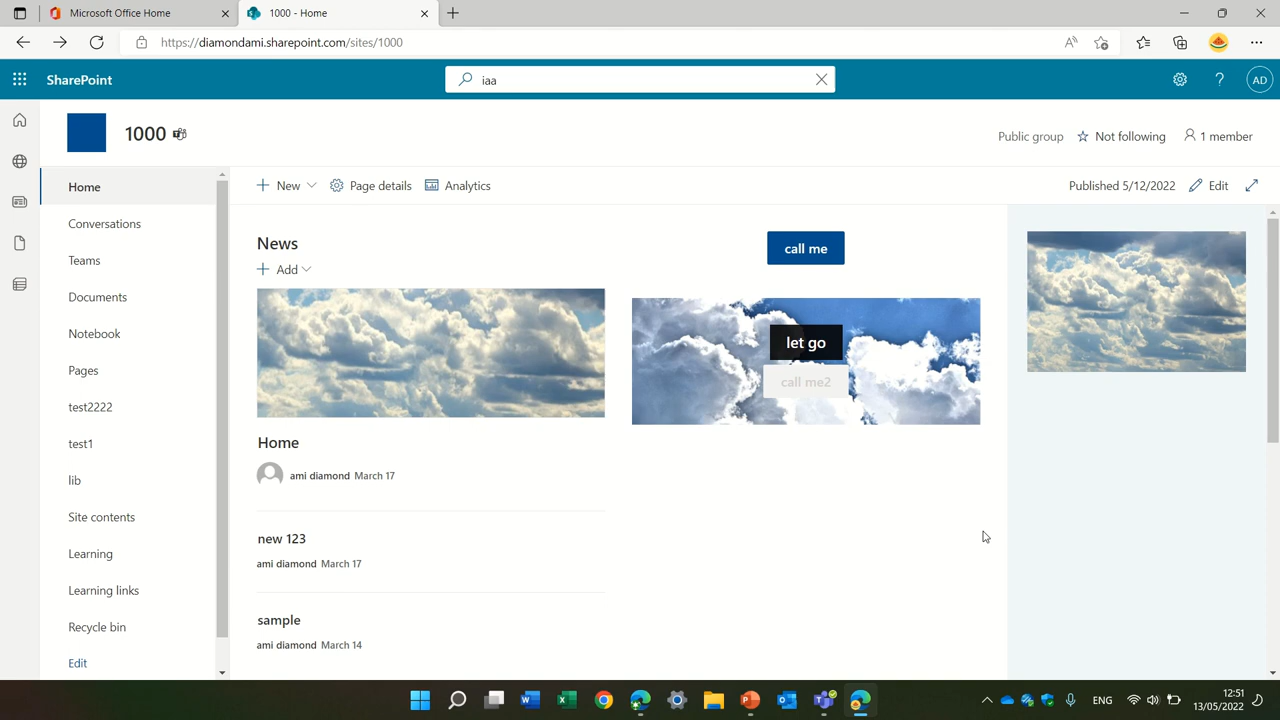 Microsoft Office Home
1000 - Home
https://diamondami.sharepoint.com/sites/1000
SharePoint
iaa
AD
1000
Public group
Not following
1 member
Home
Conversations
Teams
Documents
Notebook
Pages
test2222
test1
lib
Site contents
Learning
Learning links
Recycle bin
Edit
New
Page details
Analytics
Published 5/12/2022
Edit
News
Add
Home
ami diamond March 17
new 123
ami diamond March 17
sample
ami diamond March 14
call me
let go
call me2
ENG
12:51
13/05/2022